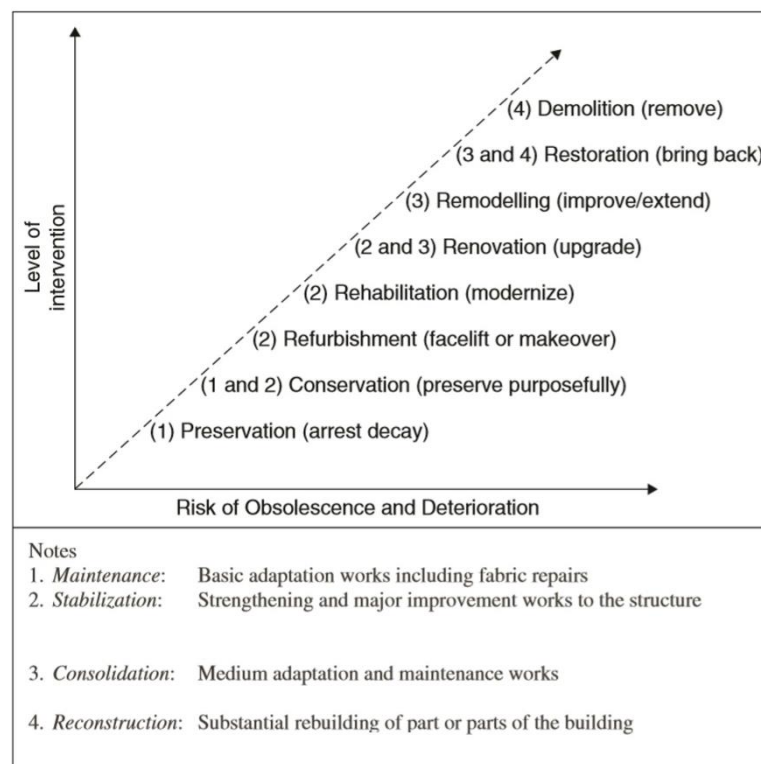 Level of
intervention
(4) Demolition (remove)
(3 and 4) Restoration (bring back)
(3) Remodelling (improve/extend)
(2 and 3) Renovation (upgrade)
(2) Rehabilitation (modernize)
(2) Refurbishment (facelift or makeover)
(1 and 2) Conservation (preserve purposefully)
(1) Preservation (arrest decay)
Risk of Obsolescence and Deterioration
Notes
1. Maintenance: Basic adaptation works including fabric repairs
2. Stabilization: Strengthening and major improvement works to the structure
3. Consolidation: Medium adaptation and maintenance works
4. Reconstruction: Substantial rebuilding of part or parts of the building